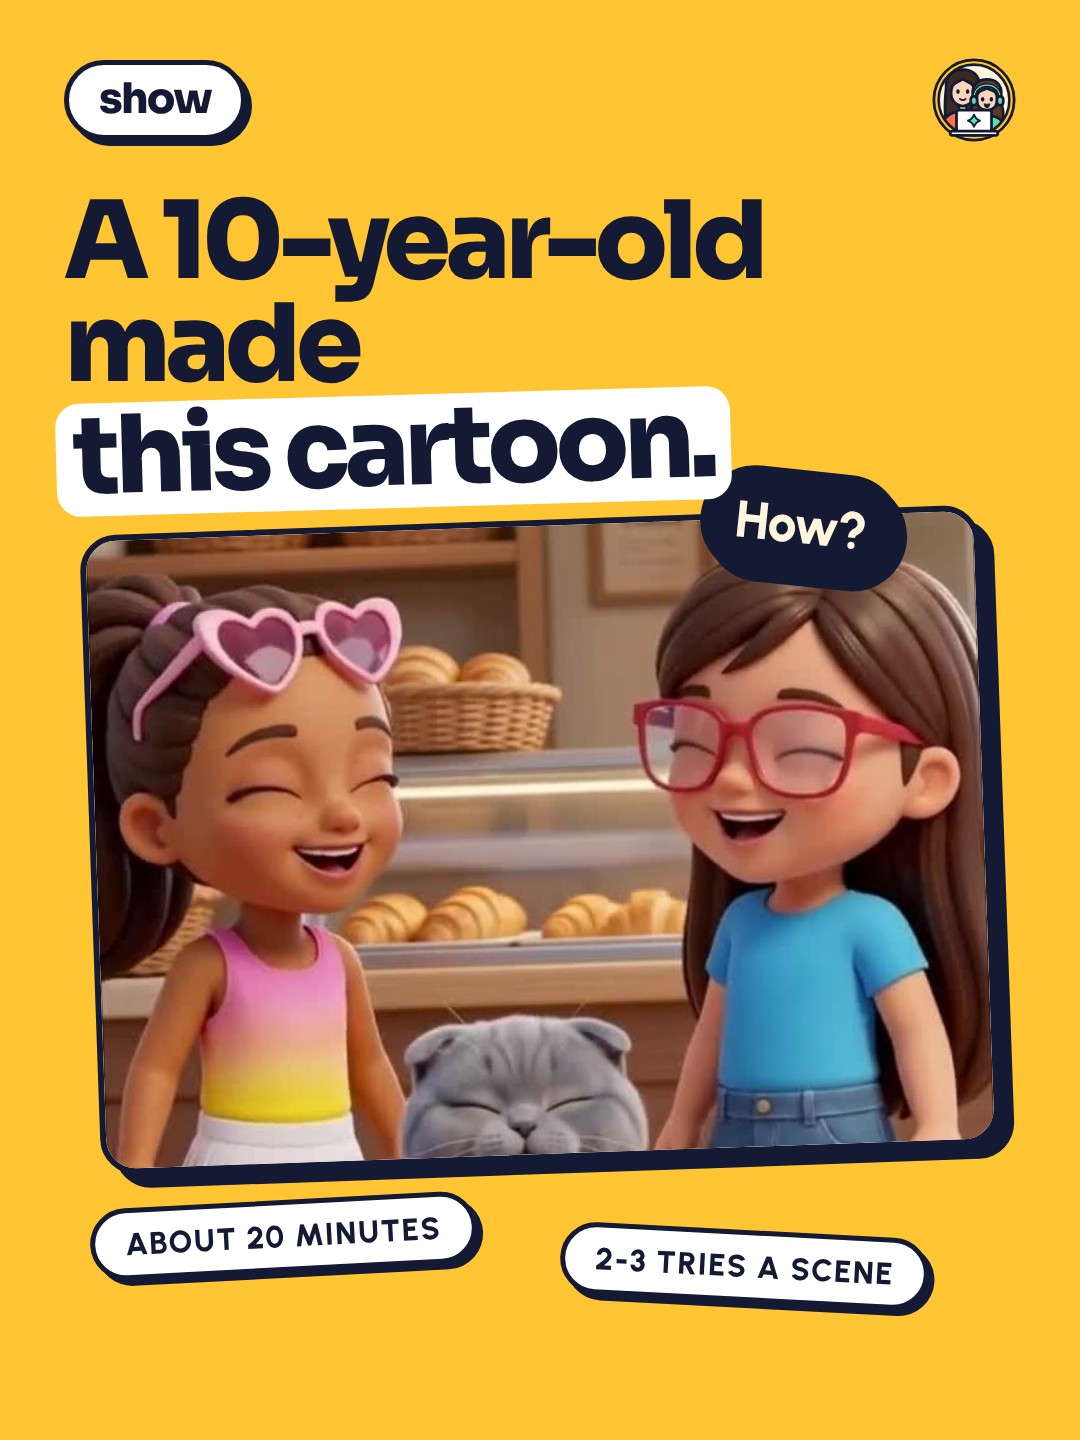 show
A 10-year-old
made
this cartoon.
How?
ABOUT 20 MINUTES
2-3 TRIES A SCENE